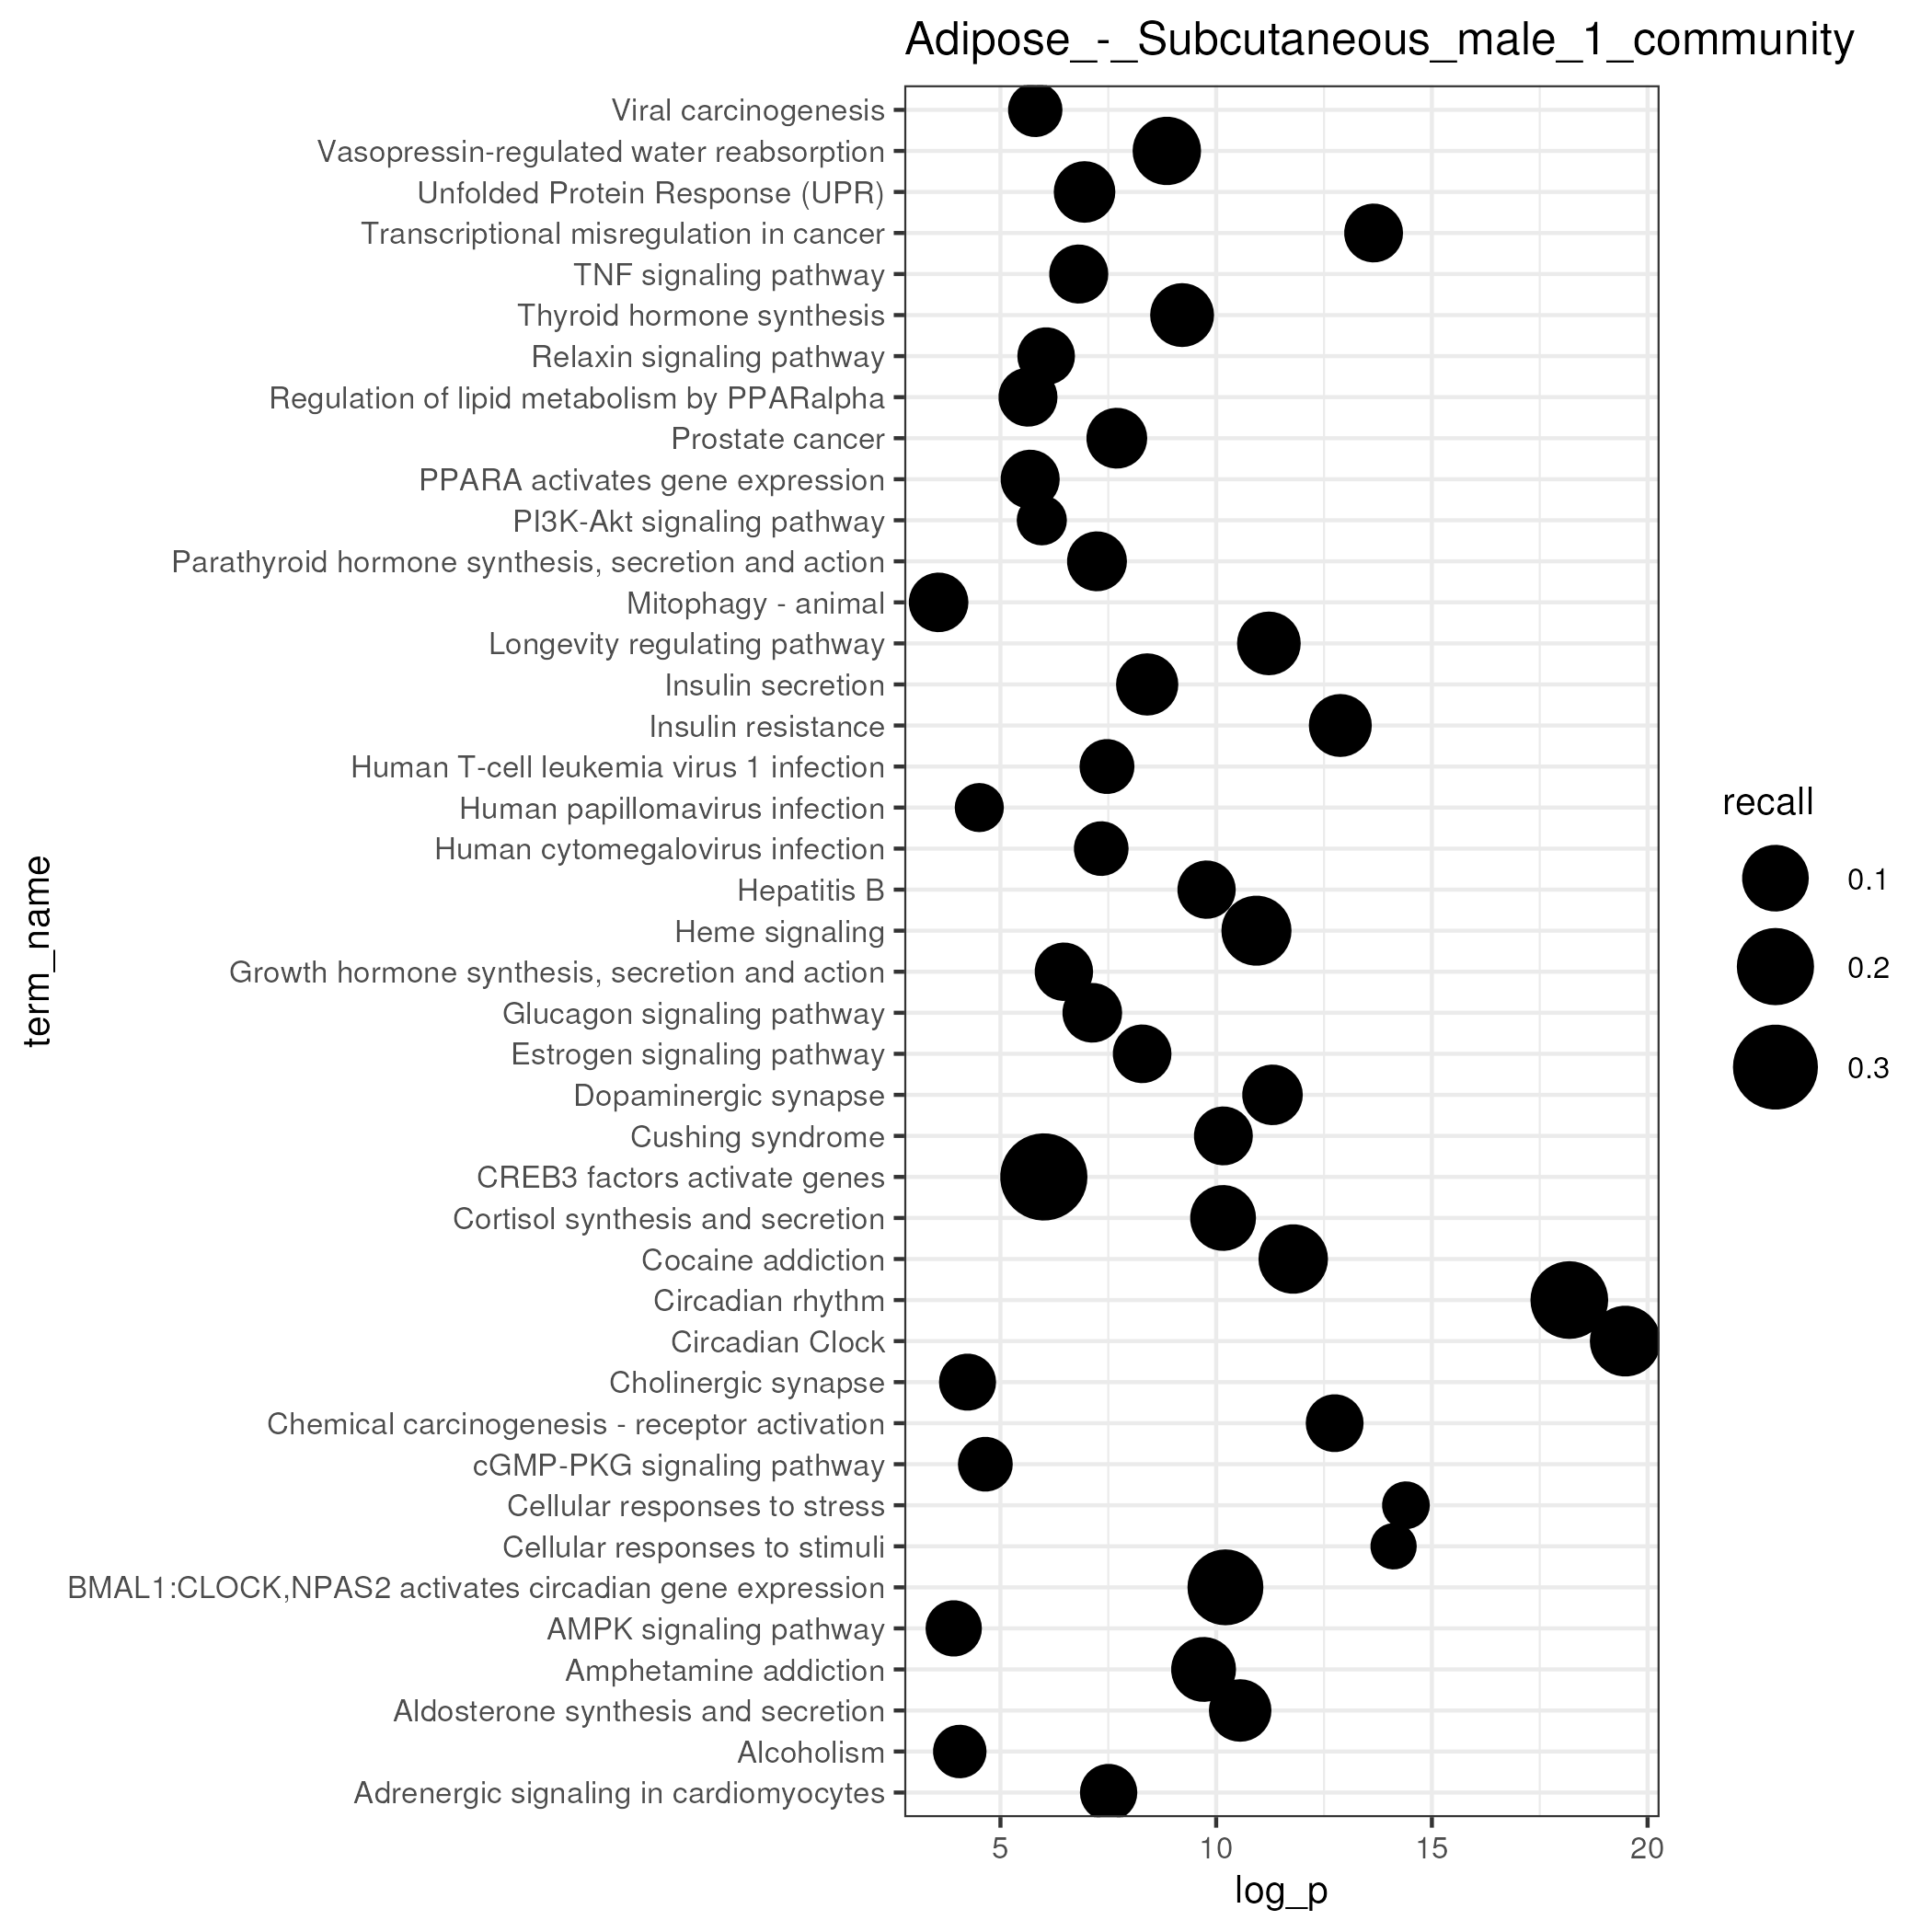 Adipose_-_Subcutaneous_male_1_community
Viral carcinogenesis
Vasopressin-regulated water reabsorption
Unfolded Protein Response (UPR)
Transcriptional misregulation in cancer
TNF signaling pathway
Thyroid hormone synthesis
Relaxin signaling pathway
Regulation of lipid metabolism by PPARalpha
Prostate cancer
PPARA activates gene expression
PI3K-Akt signaling pathway
Parathyroid hormone synthesis, secretion and action
Mitophagy - animal
Longevity regulating pathway
Insulin secretion
Insulin resistance
Human T-cell leukemia virus 1 infection
Human papillomavirus infection
Human cytomegalovirus infection
Hepatitis B
Heme signaling
Growth hormone synthesis, secretion and action
Glucagon signaling pathway
Estrogen signaling pathway
Dopaminergic synapse
Cushing syndrome
CREB3 factors activate genes
Cortisol synthesis and secretion
Cocaine addiction
Circadian rhythm
Circadian Clock
Cholinergic synapse
Chemical carcinogenesis - receptor activation
cGMP-PKG signaling pathway
Cellular responses to stress
Cellular responses to stimuli
BMAL1:CLOCK,NPAS2 activates circadian gene expression
AMPK signaling pathway
Amphetamine addiction
Aldosterone synthesis and secretion
Alcoholism
Adrenergic signaling in cardiomyocytes
term_name
5 10 15 20
log_p
recall
0.1
0.2
0.3